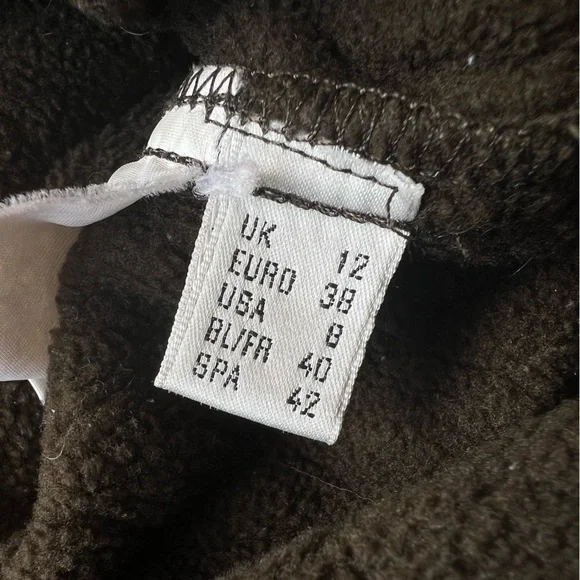 UK 12
EURO 38
USA 8
BL/FR 40
SPA 42